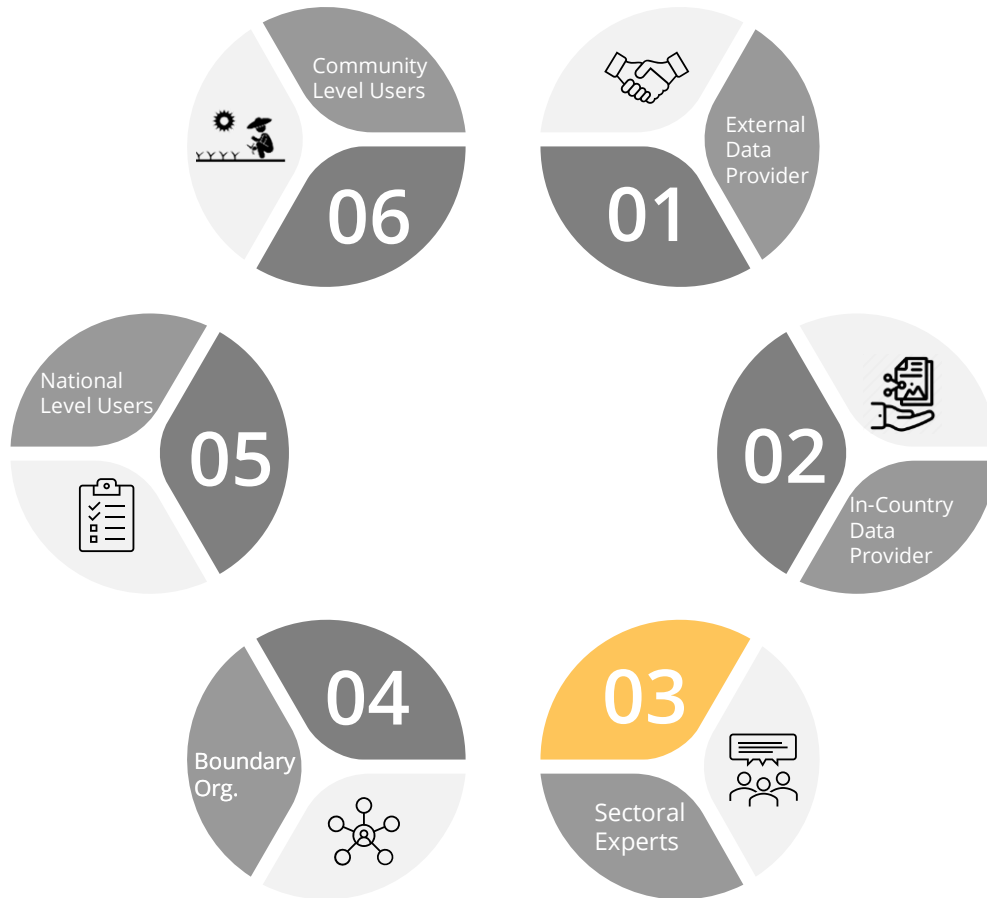 Community
Level Users
06
External
Data
Provider
01
National
Level Users
05
02
In-Country
Data
Provider
04
Boundary
Org.
03
Sectoral
Experts